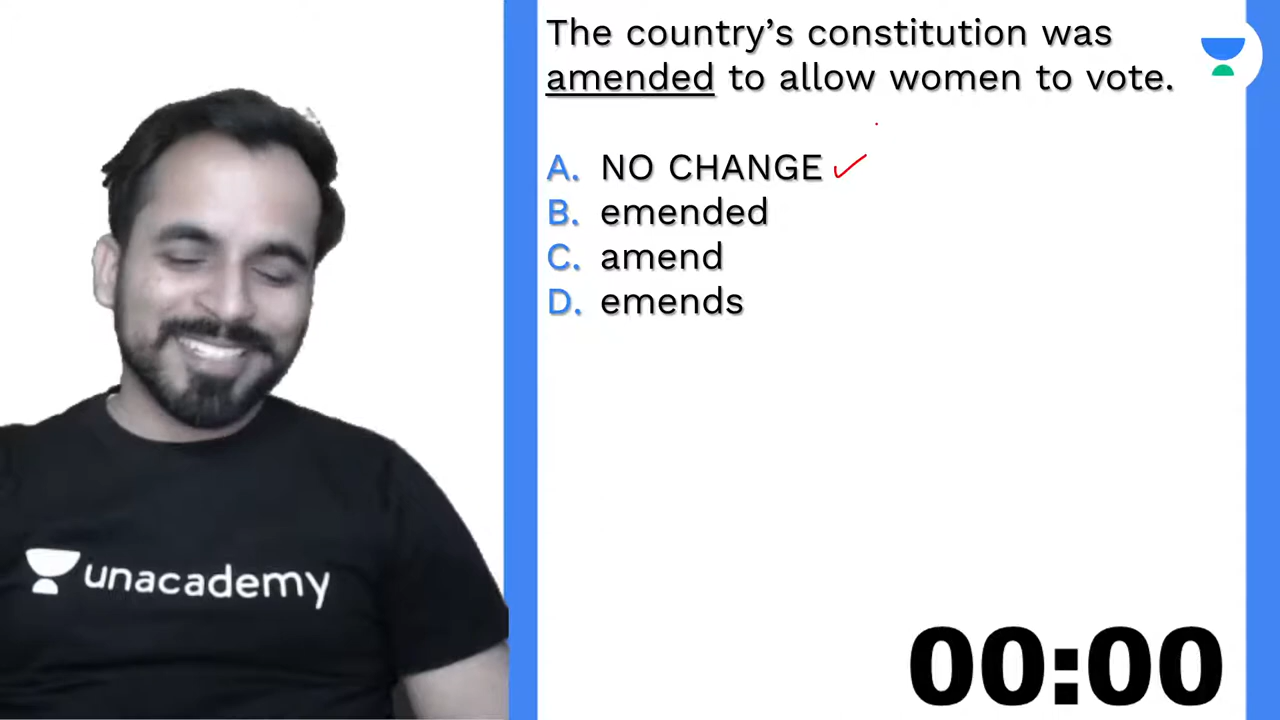 The country’s constitution was
amended to allow women to vote.
A. NO CHANGE
B. emended
C. amend
D. emends
unacademy
00:00